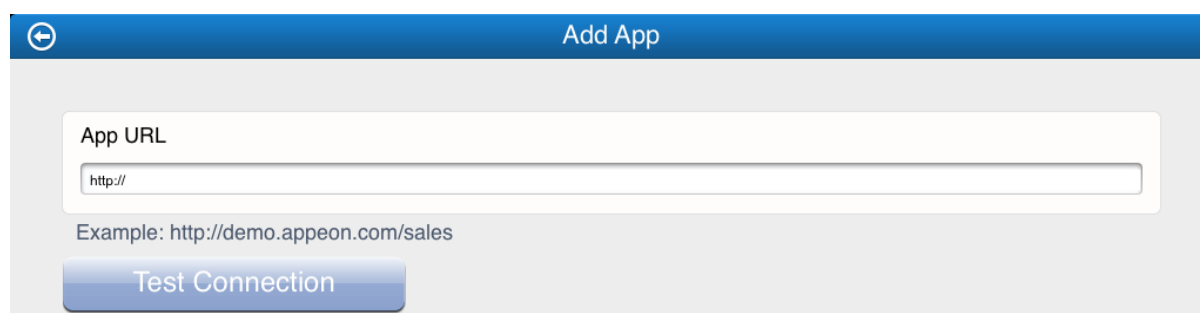 Add App
App URL
http://
Example: http://demo.appeon.com/sales
Test Connection